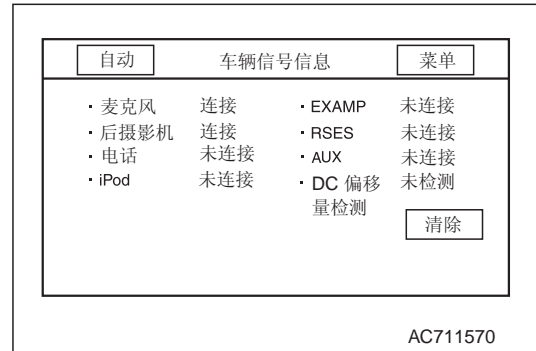 自动 车辆信号信息 菜单
· 麦克风 连接 · EXAMP 未连接
· 后摄影机 连接 · RSES 未连接
· 电话 未连接 · AUX 未连接
· iPod 未连接 · DC 偏移 未检测
量检测
清除
AC711570